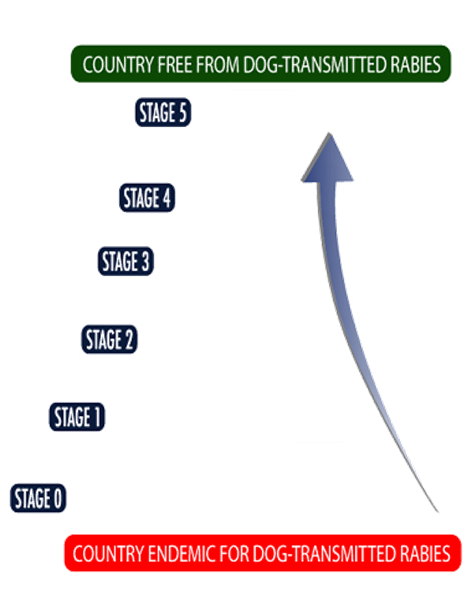 COUNTRY FREE FROM DOG-TRANSMITTED RABIES
STAGE 5
STAGE 4
STAGE 3
STAGE 2
STAGE 1
STAGE 0
COUNTRY ENDEMIC FOR DOG-TRANSMITTED RABIES